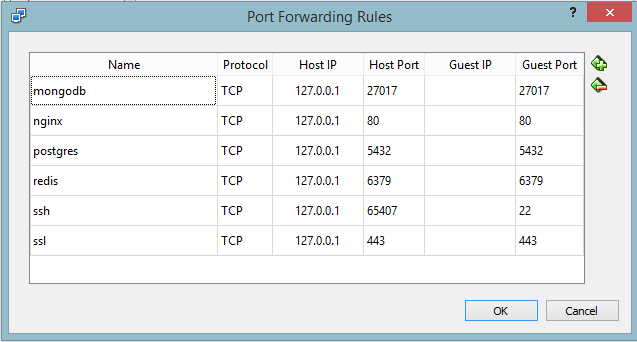 Port Forwarding Rules ? ×
Name Protocol Host IP Host Port Guest IP Guest Port
mongodb TCP 127.0.0.1 27017 27017
nginx TCP 127.0.0.1 80 80
postgres TCP 127.0.0.1 5432 5432
redis TCP 127.0.0.1 6379 6379
ssh TCP 127.0.0.1 65407 22
ssl TCP 127.0.0.1 443 443
OK Cancel